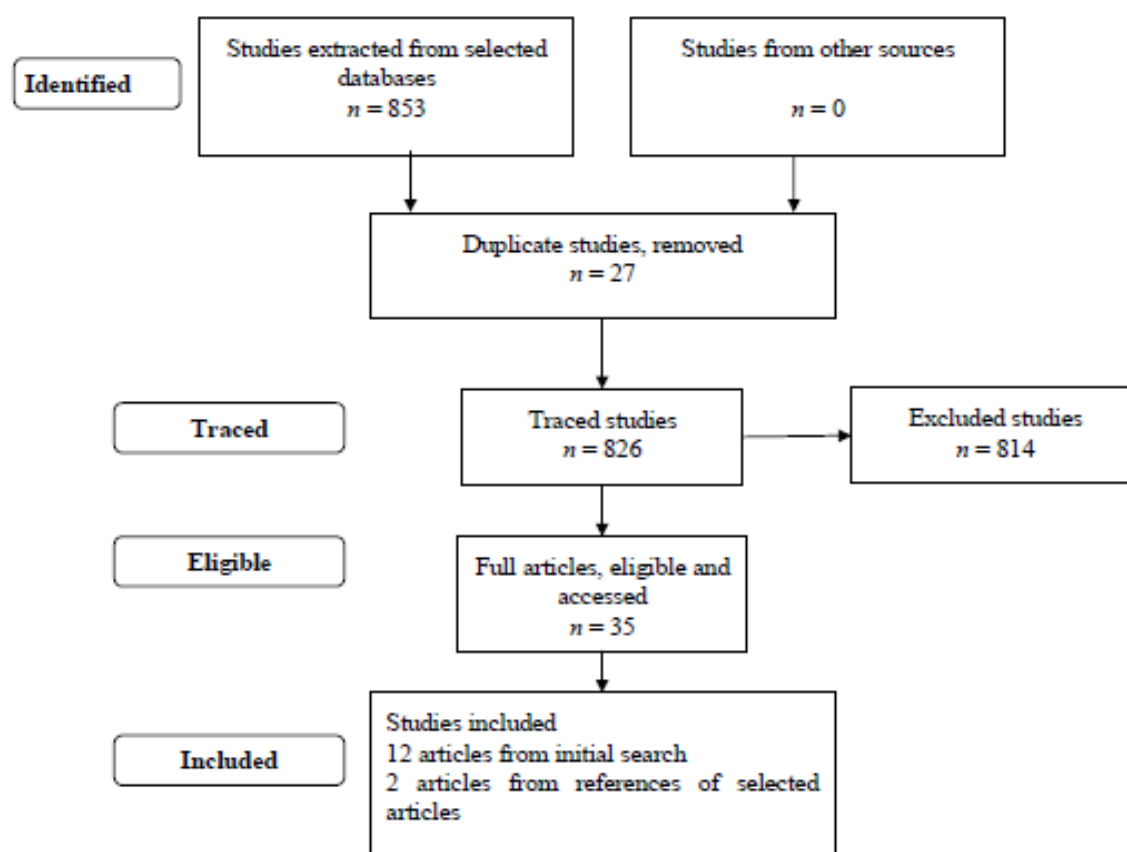 Identified
Studies extracted from selected
databases
n = 853
Studies from other sources
n = 0
Duplicate studies, removed
n = 27
Traced
Traced studies
n = 826
Excluded studies
n = 814
Eligible
Full articles, eligible and
accessed
n = 35
Included
Studies included
12 articles from initial search
2 articles from references of selected
articles